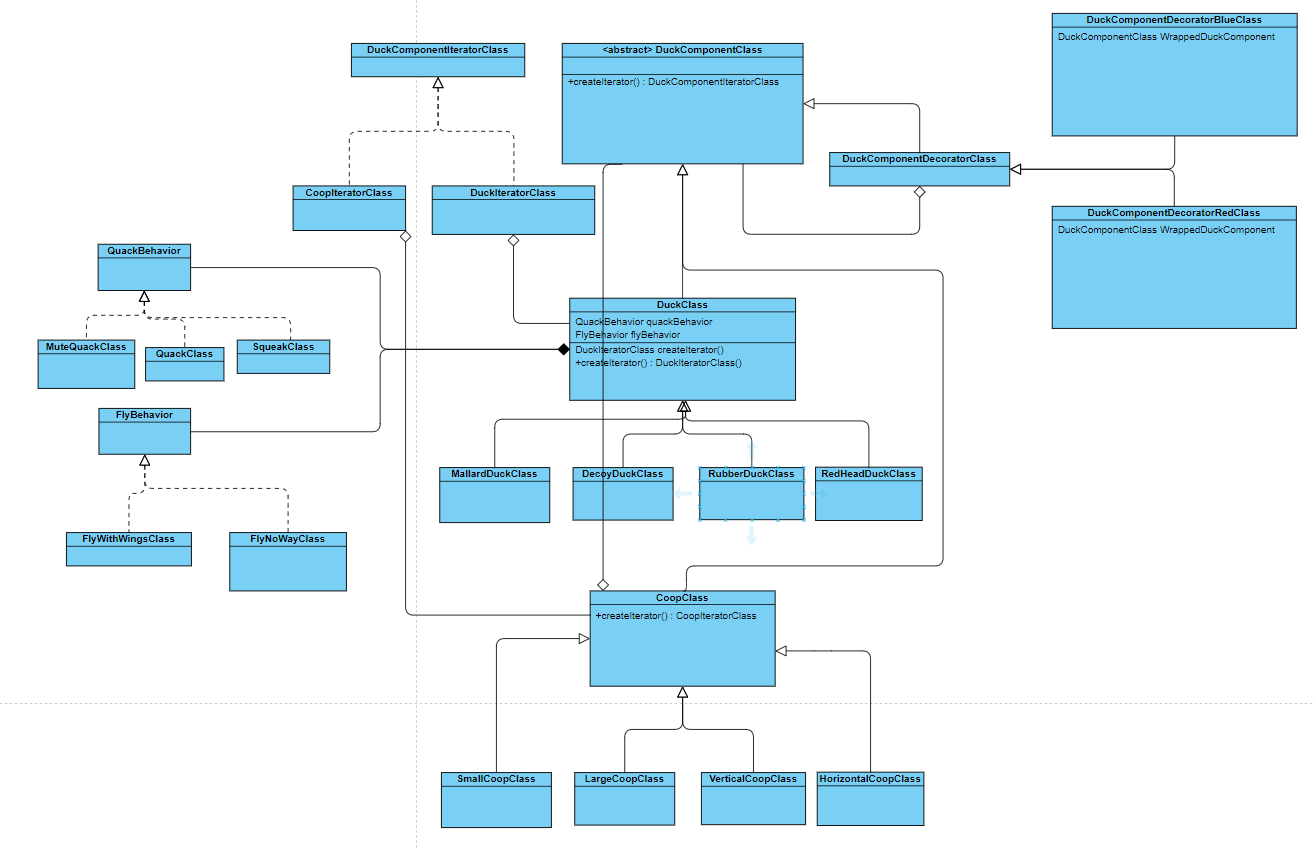 DuckComponentDecoratorBlueClass
DuckComponentClass WrappedDuckComponent
DuckComponentIteratorClass
<abstract> DuckComponentClass
+createIterator() : DuckComponentIteratorClass
DuckComponentDecoratorClass
CoopIteratorClass
DuckIteratorClass
DuckComponentDecoratorRedClass
DuckComponentClass WrappedDuckComponent
QuackBehavior
DuckClass
QuackBehavior quackBehavior
FlyBehavior flyBehavior
DuckIteratorClass createIterator()
+createIterator() : DuckIteratorClass()
MuteQuackClass
QuackClass
SqueakClass
FlyBehavior
MallardDuckClass
DecoyDuckClass
RubberDuckClass
RedHeadDuckClass
FlyWithWingsClass
FlyNoWayClass
CoopClass
+createIterator() : CoopIteratorClass
SmallCoopClass
LargeCoopClass
VerticalCoopClass
HorizontalCoopClass